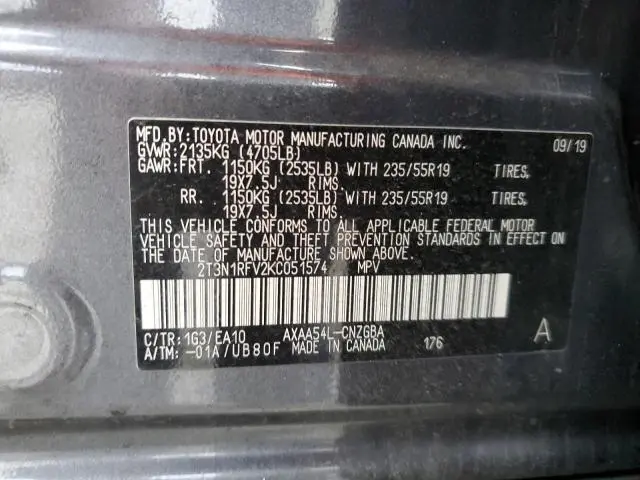 MFD.BY:TOYOTA MOTOR MANUFACTURING CANADA INC. 09/19
GVWR:2135KG (4705LB)
GAWR:FRT. 1150KG (2535LB) WITH 235/55R19 TIRES,
19X7.5J RIMS.
RR. 1150KG (2535LB) WITH 235/55R19 TIRES,
19X7.5J RIMS.
THIS VEHICLE CONFORMS TO ALL APPLICABLE FEDERAL MOTOR
VEHICLE SAFETY AND THEFT PREVENTION STANDARDS IN EFFECT ON
THE DATE OF MANUFACTURE SHOWN ABOVE.
2T3N1RFV2KC051574 MPV
C/TR:1G3/EA10 AXAA54L-CNZGBA
A/TM:-01A/UB80F MADE IN CANADA 176 A